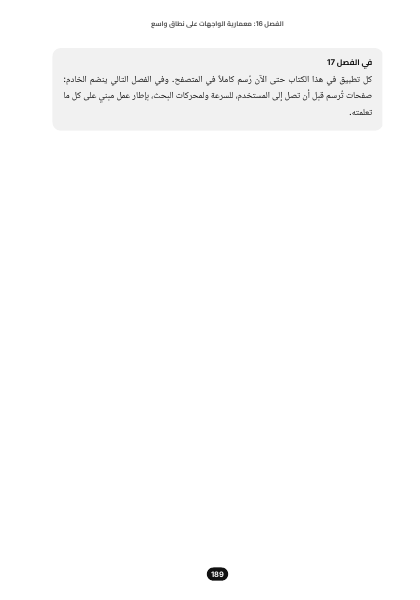 الفصل 16: معمارية الواجهات على نطاق واسع
في الفصل 17
كل تطبيق في هذا الكتاب حتى الآن رُسم كاملاً في المتصفح. وفي الفصل التالي ينضم الخادم:
صفحات تُرسم قبل أن تصل إلى المستخدم، للسرعة ولمحركات البحث، بإطار عمل مبني على كل ما
تعلمته.
189